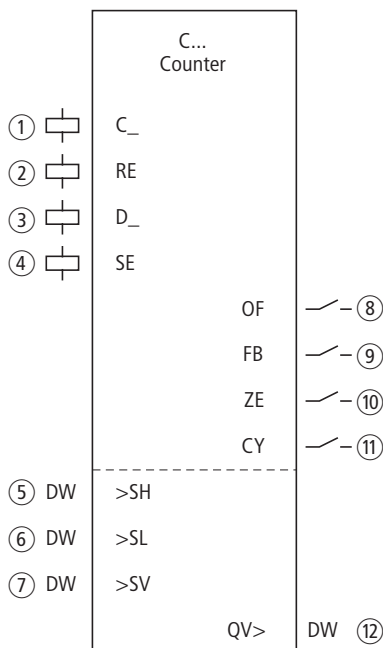 C...
Counter
① C_
② RE
③ D_
④ SE
OF ⑧
FB ⑨
ZE ⑩
CY ⑪
⑤ DW >SH
⑥ DW >SL
⑦ DW >SV
QV> DW ⑫